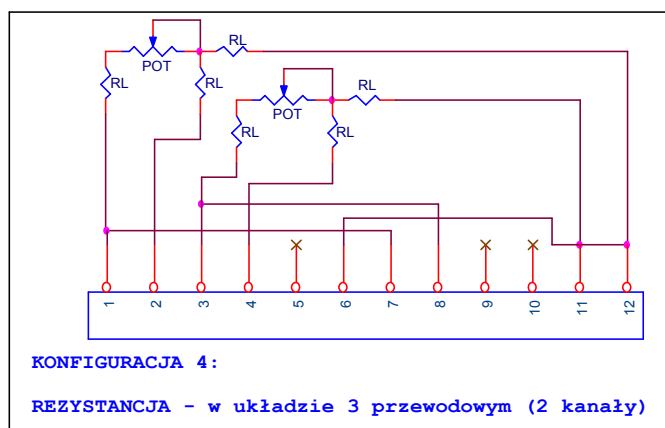 RL
RL
POT
RL
RL
RL
POT
RL
1 2 3 4 5 6 7 8 9 10 11 12
KONFIGURACJA 4:
REZYSTANCJA - w układzie 3 przewodowym (2 kanały)